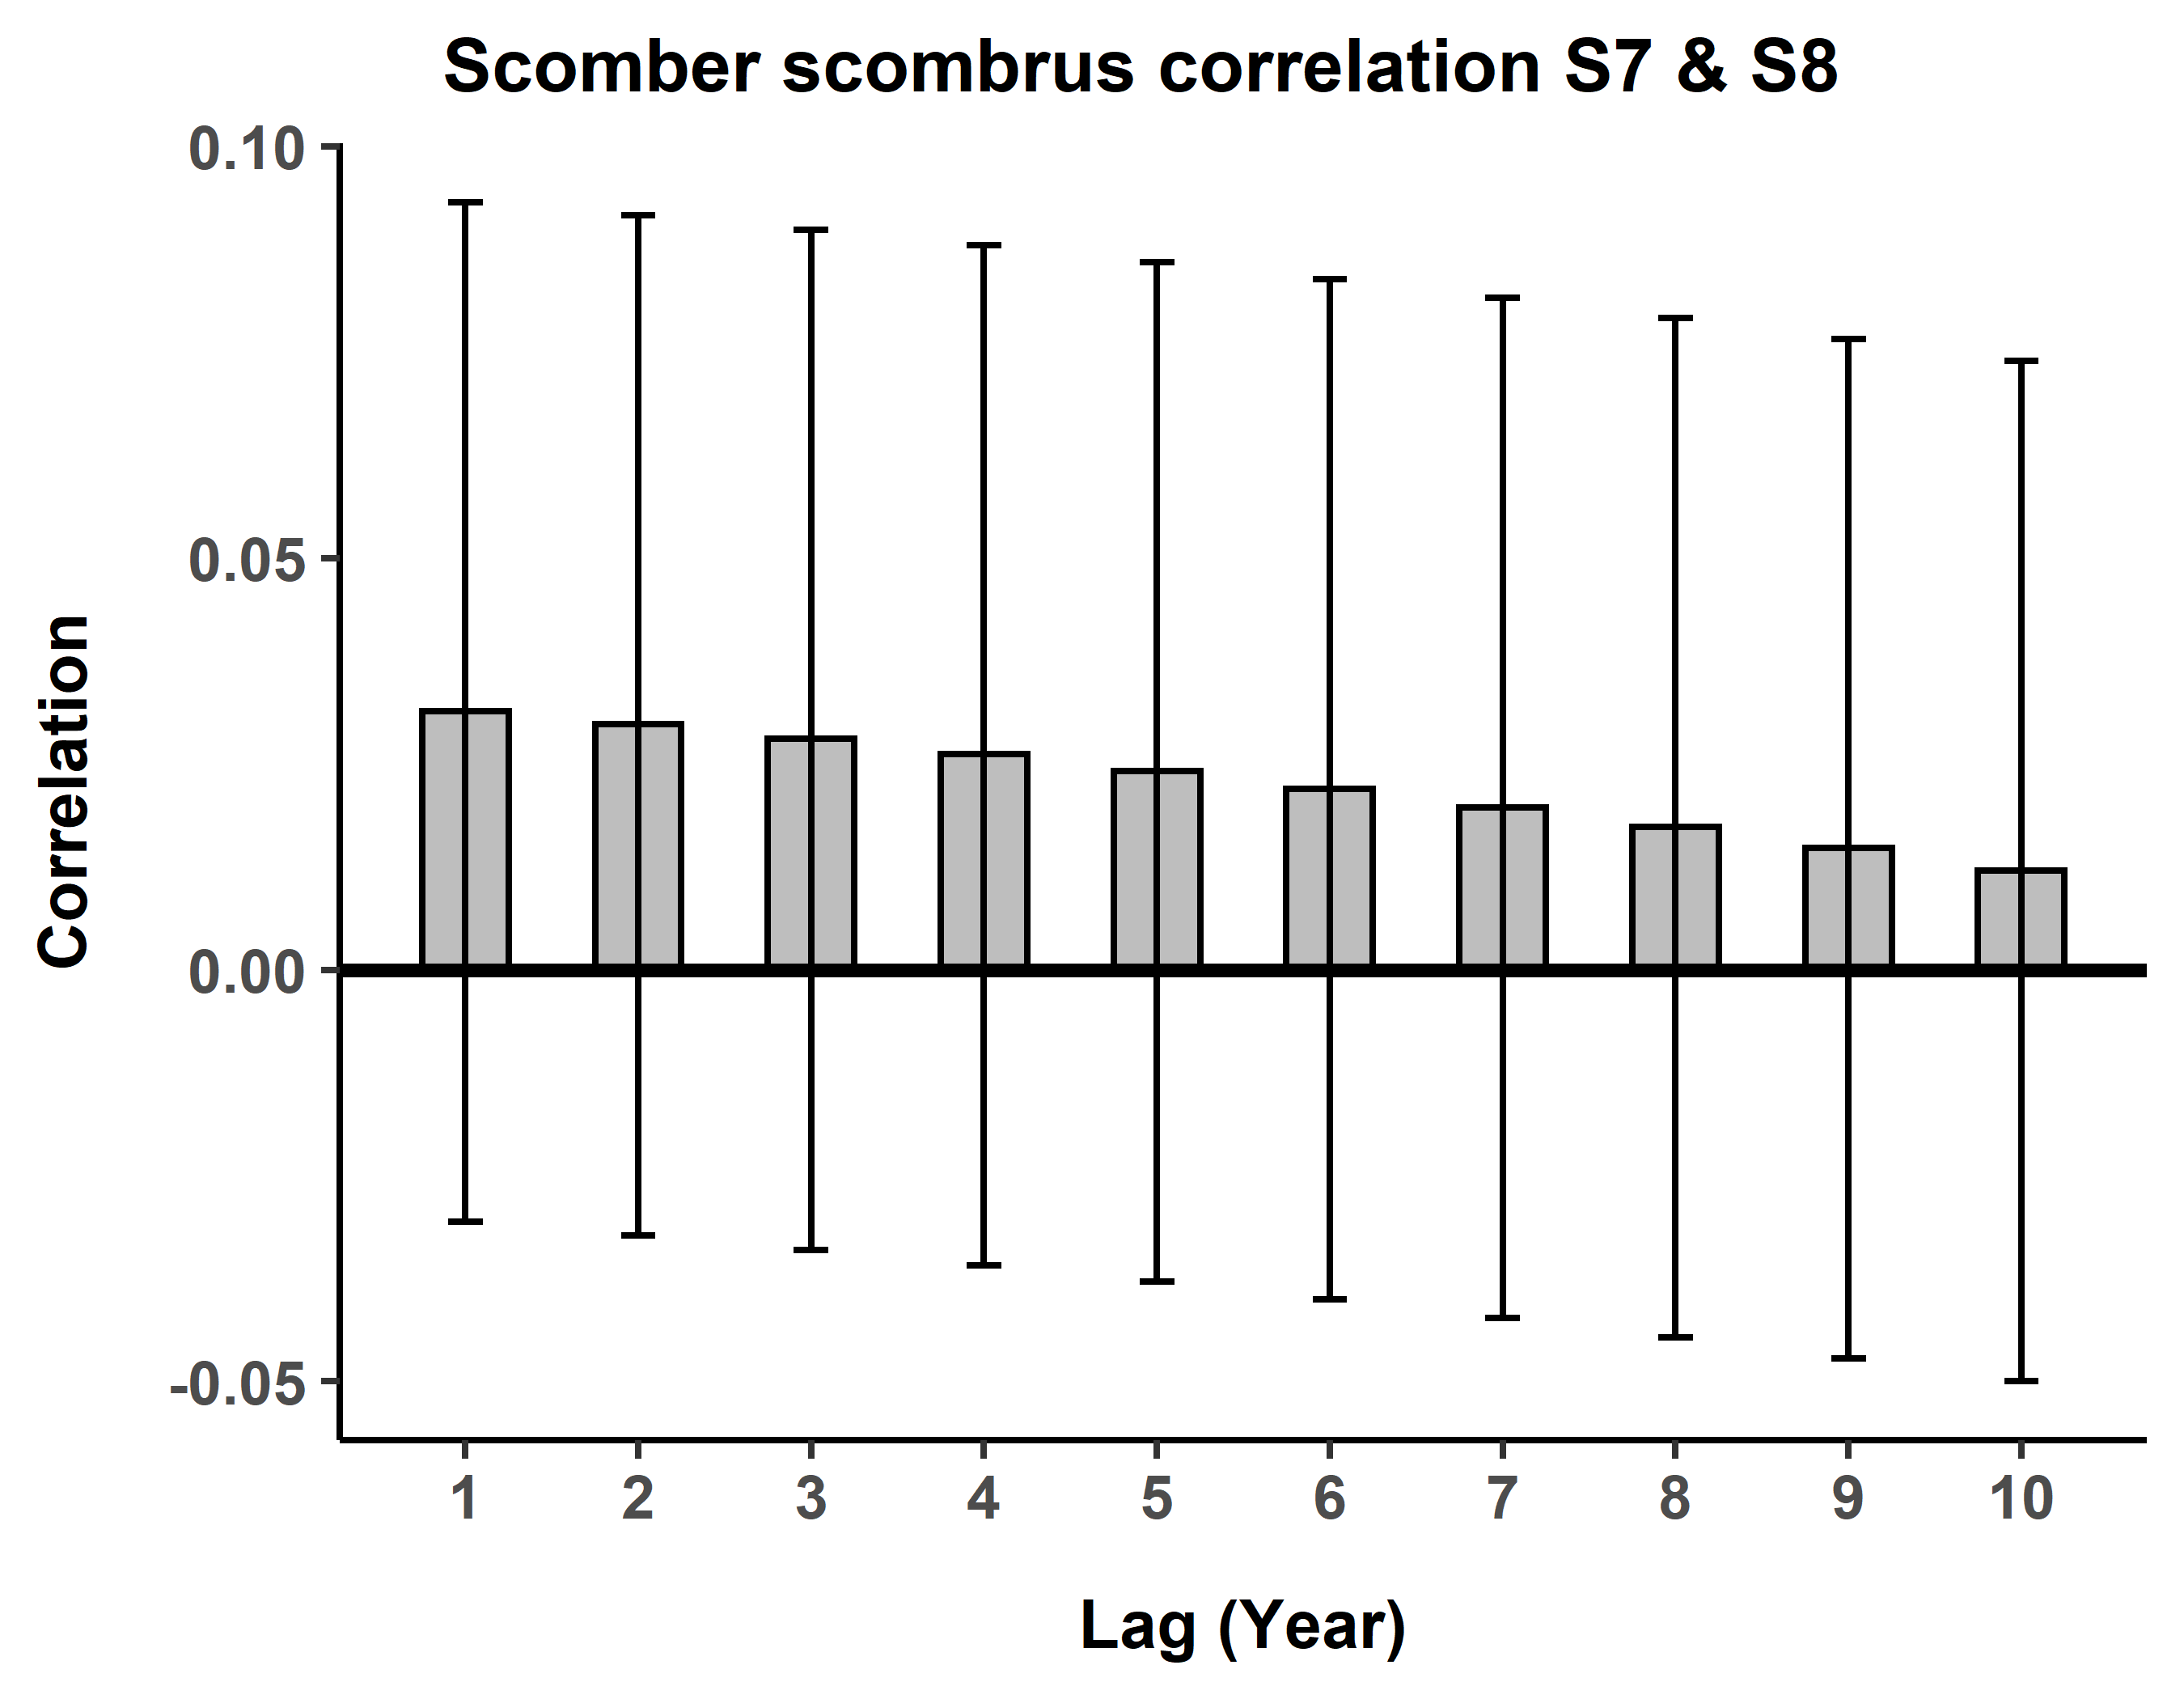 Scomber scombrus correlation S7 & S8
0.10
0.05
0.00
-0.05
Correlation
1 2 3 4 5 6 7 8 9 10
Lag (Year)